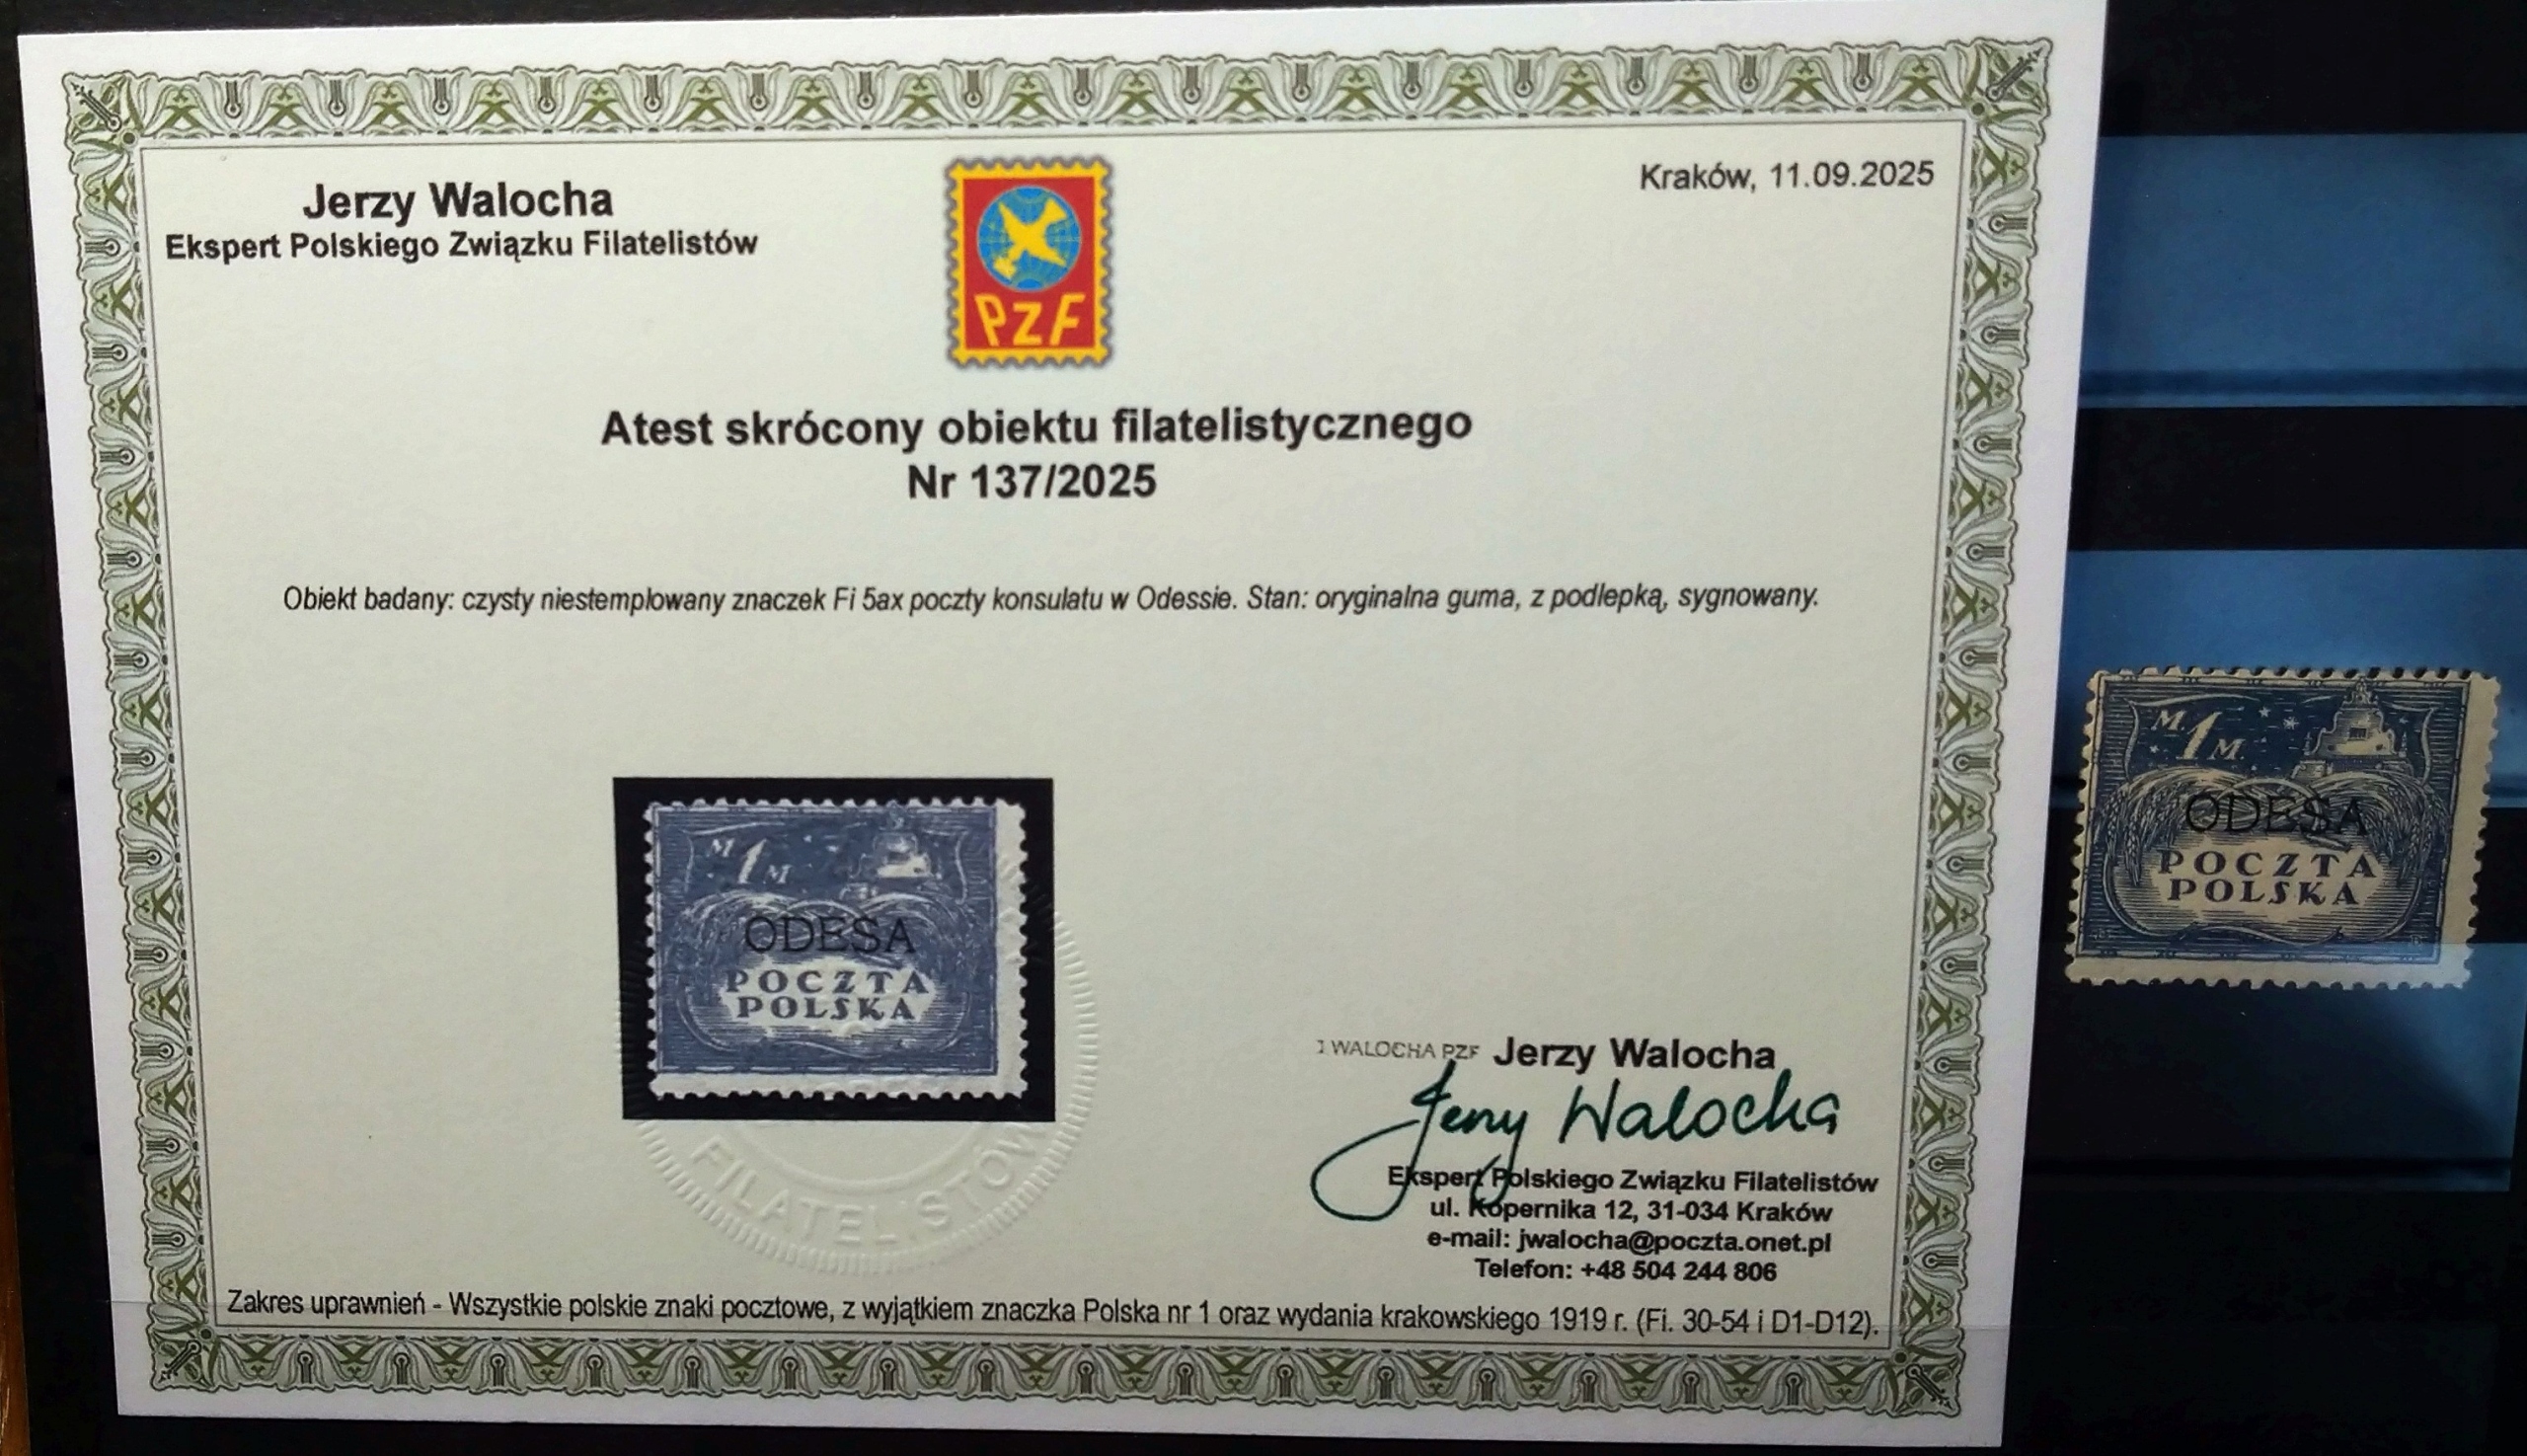 Jerzy Walocha
Ekspert Polskiego Związku Filatelistów
PZF
Kraków, 11.09.2025
Atest skrócony obiektu filatelistycznego
Nr 137/2025
Obiekt badany: czysty niestemplowany znaczek Fi 5ax poczty konsulatu w Odessie. Stan: oryginalna guma, z podlepką, sygnowany.
M 1 M
ODESA
POCZTA
POLSKA
FILATELISTÓW
WALOCHA PZF Jerzy Walocha
Jerzy Walocha
Ekspert Polskiego Związku Filatelistów
ul. Kopernika 12, 31-034 Kraków
e-mail: jwalocha@poczta.onet.pl
Telefon: +48 504 244 806
Zakres uprawnień - Wszystkie polskie znaki pocztowe, z wyjątkiem znaczka Polska nr 1 oraz wydania krakowskiego 1919 r. (Fi. 30-54 i D1-D12).
M. 1 M.
ODESA
POCZTA
POLSKA